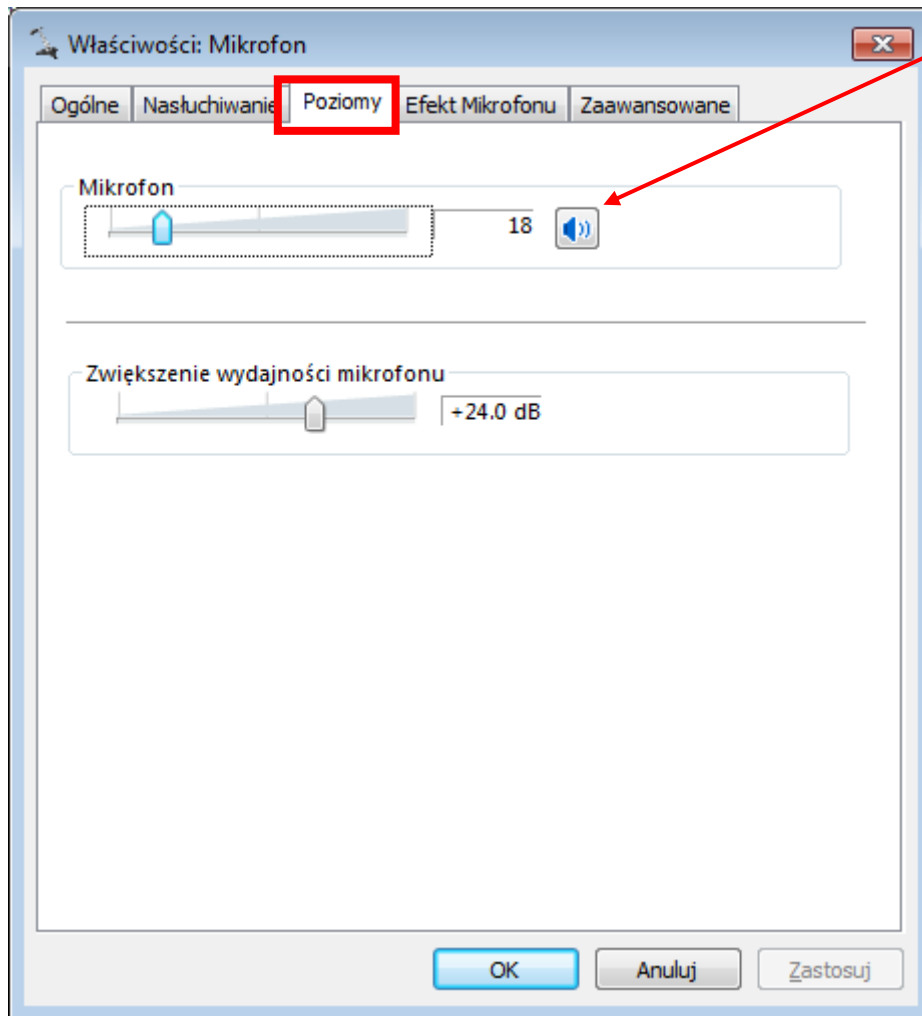 Właściwości: Mikrofon
Ogólne Nasłuchiwanie Poziomy Efekt Mikrofonu Zaawansowane
Mikrofon
18
Zwiększenie wydajności mikrofonu
+24.0 dB
OK Anuluj Zastosuj